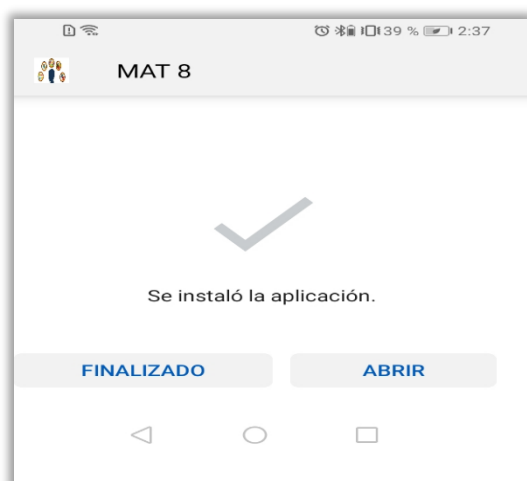 39 % 2:37
MAT 8
Se instaló la aplicación.
FINALIZADO ABRIR